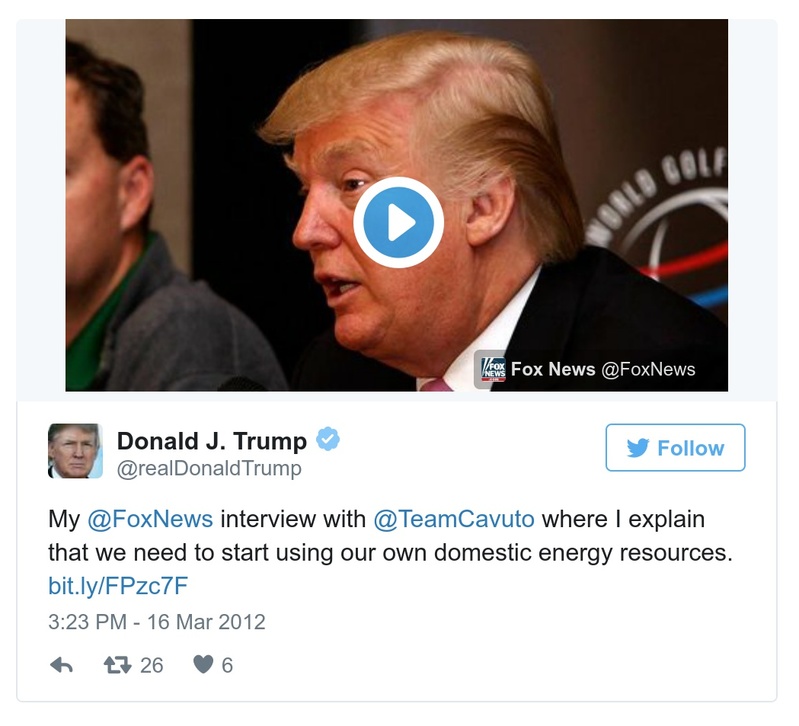 WORLD GOLF
FOX NEWS Fox News @FoxNews
Donald J. Trump
@realDonaldTrump
Follow
My @FoxNews interview with @TeamCavuto where I explain
that we need to start using our own domestic energy resources.
bit.ly/FPzc7F
3:23 PM - 16 Mar 2012
26 6